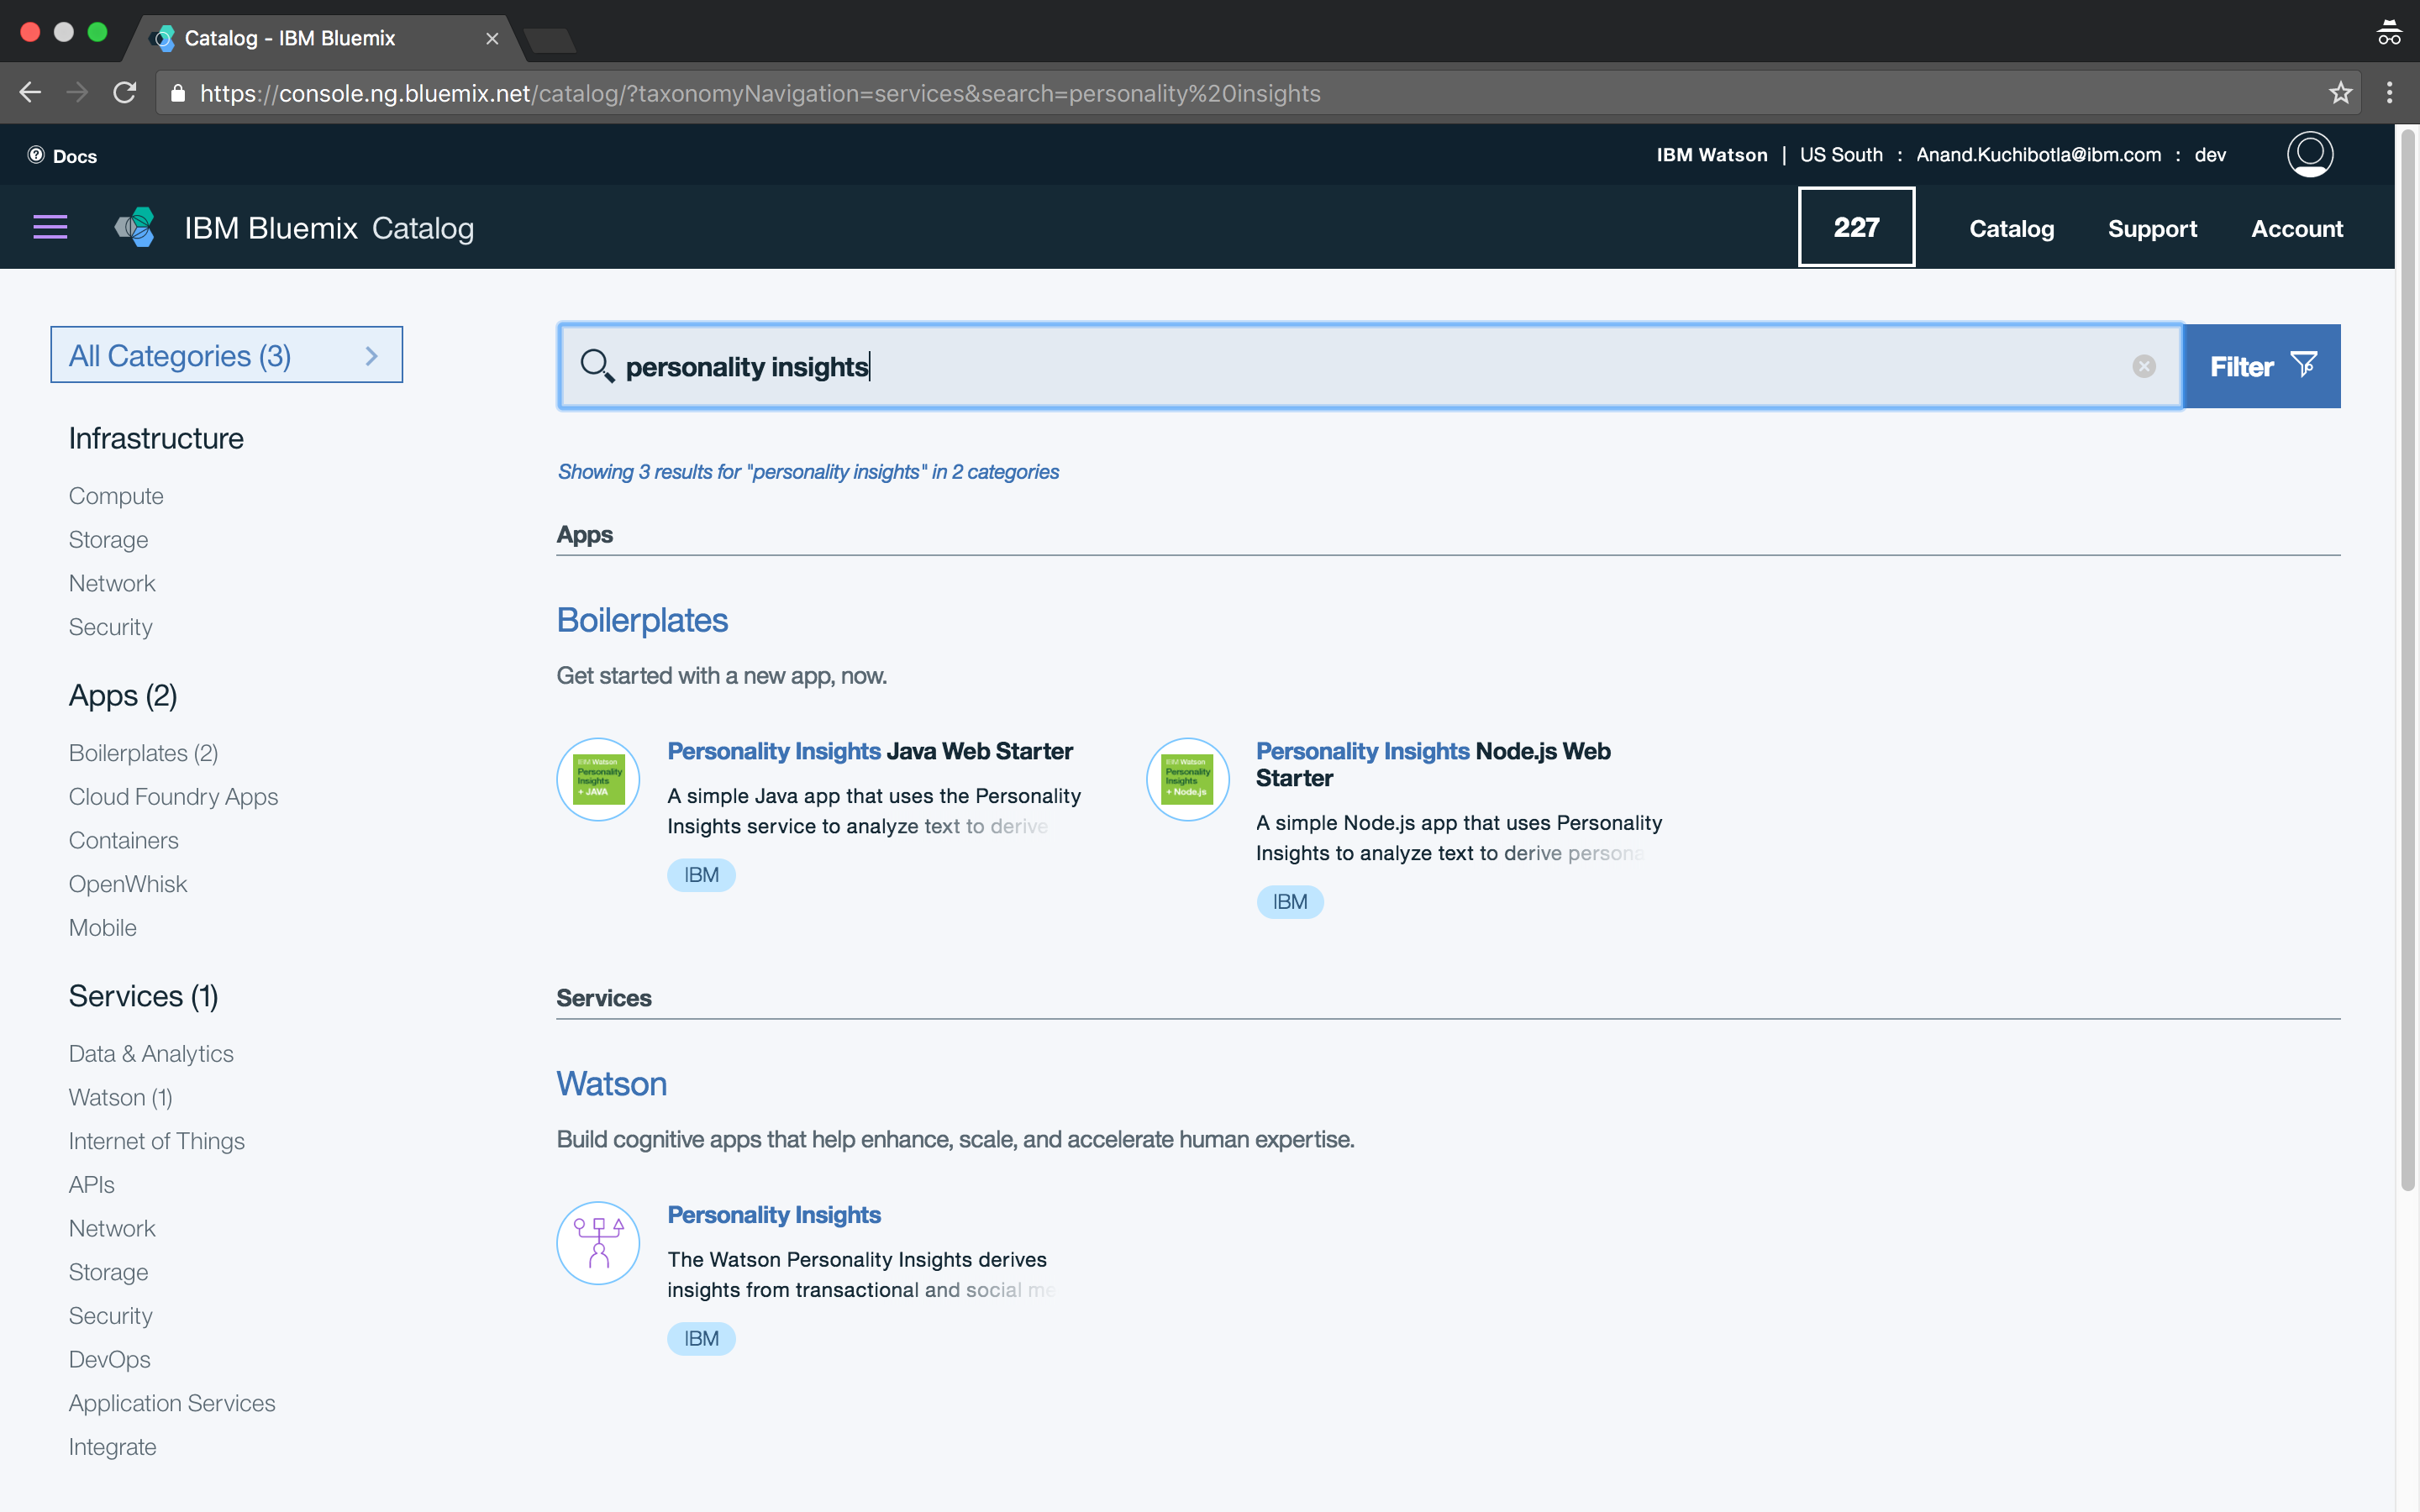 Catalog - IBM Bluemix
https://console.ng.bluemix.net/catalog/?taxonomyNavigation=services&search=personality%20insights
Docs
IBM Watson | US South : Anand.Kuchibotla@ibm.com : dev
IBM Bluemix Catalog
227
Catalog
Support
Account
All Categories (3)
Infrastructure
Compute
Storage
Network
Security
Apps (2)
Boilerplates (2)
Cloud Foundry Apps
Containers
OpenWhisk
Mobile
Services (1)
Data & Analytics
Watson (1)
Internet of Things
APIs
Network
Storage
Security
DevOps
Application Services
Integrate
personality insights
Filter
Showing 3 results for "personality insights" in 2 categories
Apps
Boilerplates
Get started with a new app, now.
IBM Watson
Personality
Insights
+ JAVA
Personality Insights Java Web Starter
A simple Java app that uses the Personality
Insights service to analyze text to derive
IBM
IBM Watson
Personality
Insights
+ Node.js
Personality Insights Node.js Web
Starter
A simple Node.js app that uses Personality
Insights to analyze text to derive persona
IBM
Services
Watson
Build cognitive apps that help enhance, scale, and accelerate human expertise.
Personality Insights
The Watson Personality Insights derives
insights from transactional and social me
IBM